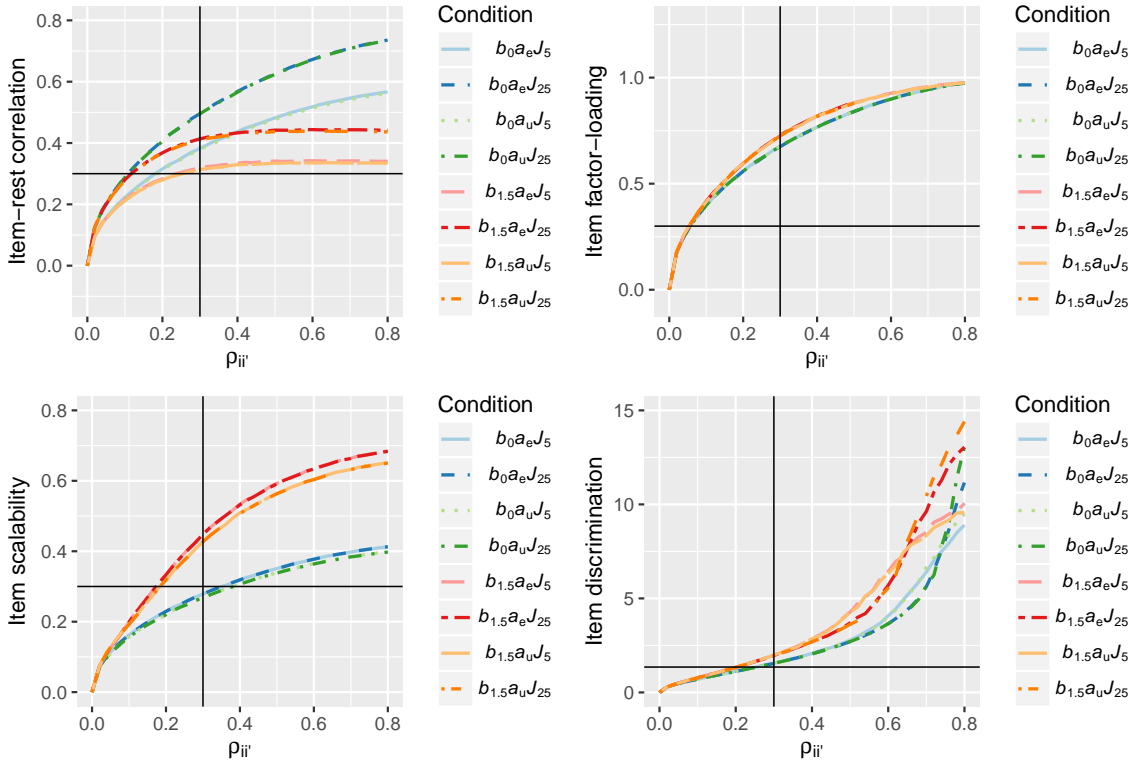 Item−rest correlation
0.8
0.6
0.4
0.2
0.0
0.0 0.2 0.4 0.6 0.8
ρii'
Condition
b0aeJ5
b0aeJ25
b0auJ5
b0auJ25
b1.5aeJ5
b1.5aeJ25
b1.5auJ5
b1.5auJ25
Item factor−loading
1.0
0.5
0.0
0.0 0.2 0.4 0.6 0.8
ρii'
Condition
b0aeJ5
b0aeJ25
b0auJ5
b0auJ25
b1.5aeJ5
b1.5aeJ25
b1.5auJ5
b1.5auJ25
Item scalability
0.8
0.6
0.4
0.2
0.0
0.0 0.2 0.4 0.6 0.8
ρii'
Condition
b0aeJ5
b0aeJ25
b0auJ5
b0auJ25
b1.5aeJ5
b1.5aeJ25
b1.5auJ5
b1.5auJ25
Item discrimination
15
10
5
0
0.0 0.2 0.4 0.6 0.8
ρii'
Condition
b0aeJ5
b0aeJ25
b0auJ5
b0auJ25
b1.5aeJ5
b1.5aeJ25
b1.5auJ5
b1.5auJ25